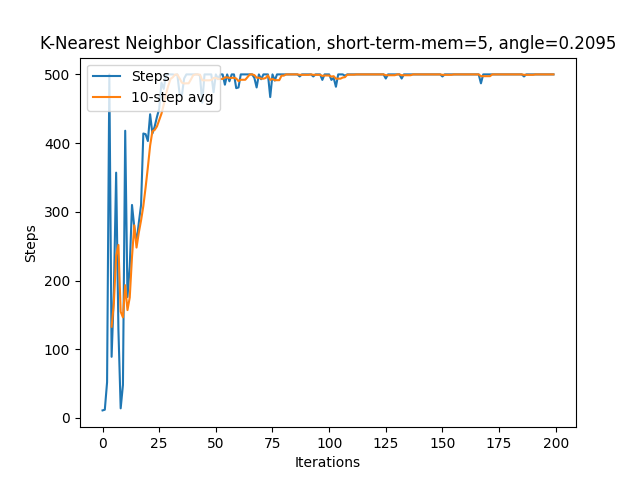 K-Nearest Neighbor Classification, short-term-mem=5, angle=0.2095
Steps
10-step avg
500
400
300
200
100
0
Steps
0 25 50 75 100 125 150 175 200
Iterations